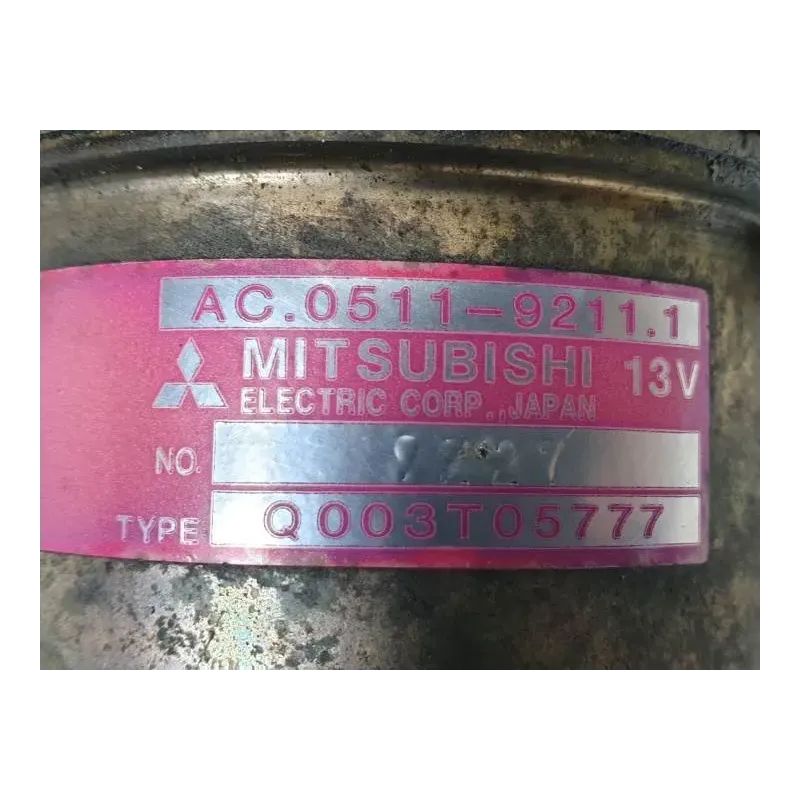 AC.0511-9211.1
MITSUBISHI 13V
ELECTRIC CORP., JAPAN
NO.
TYPE Q003T05777